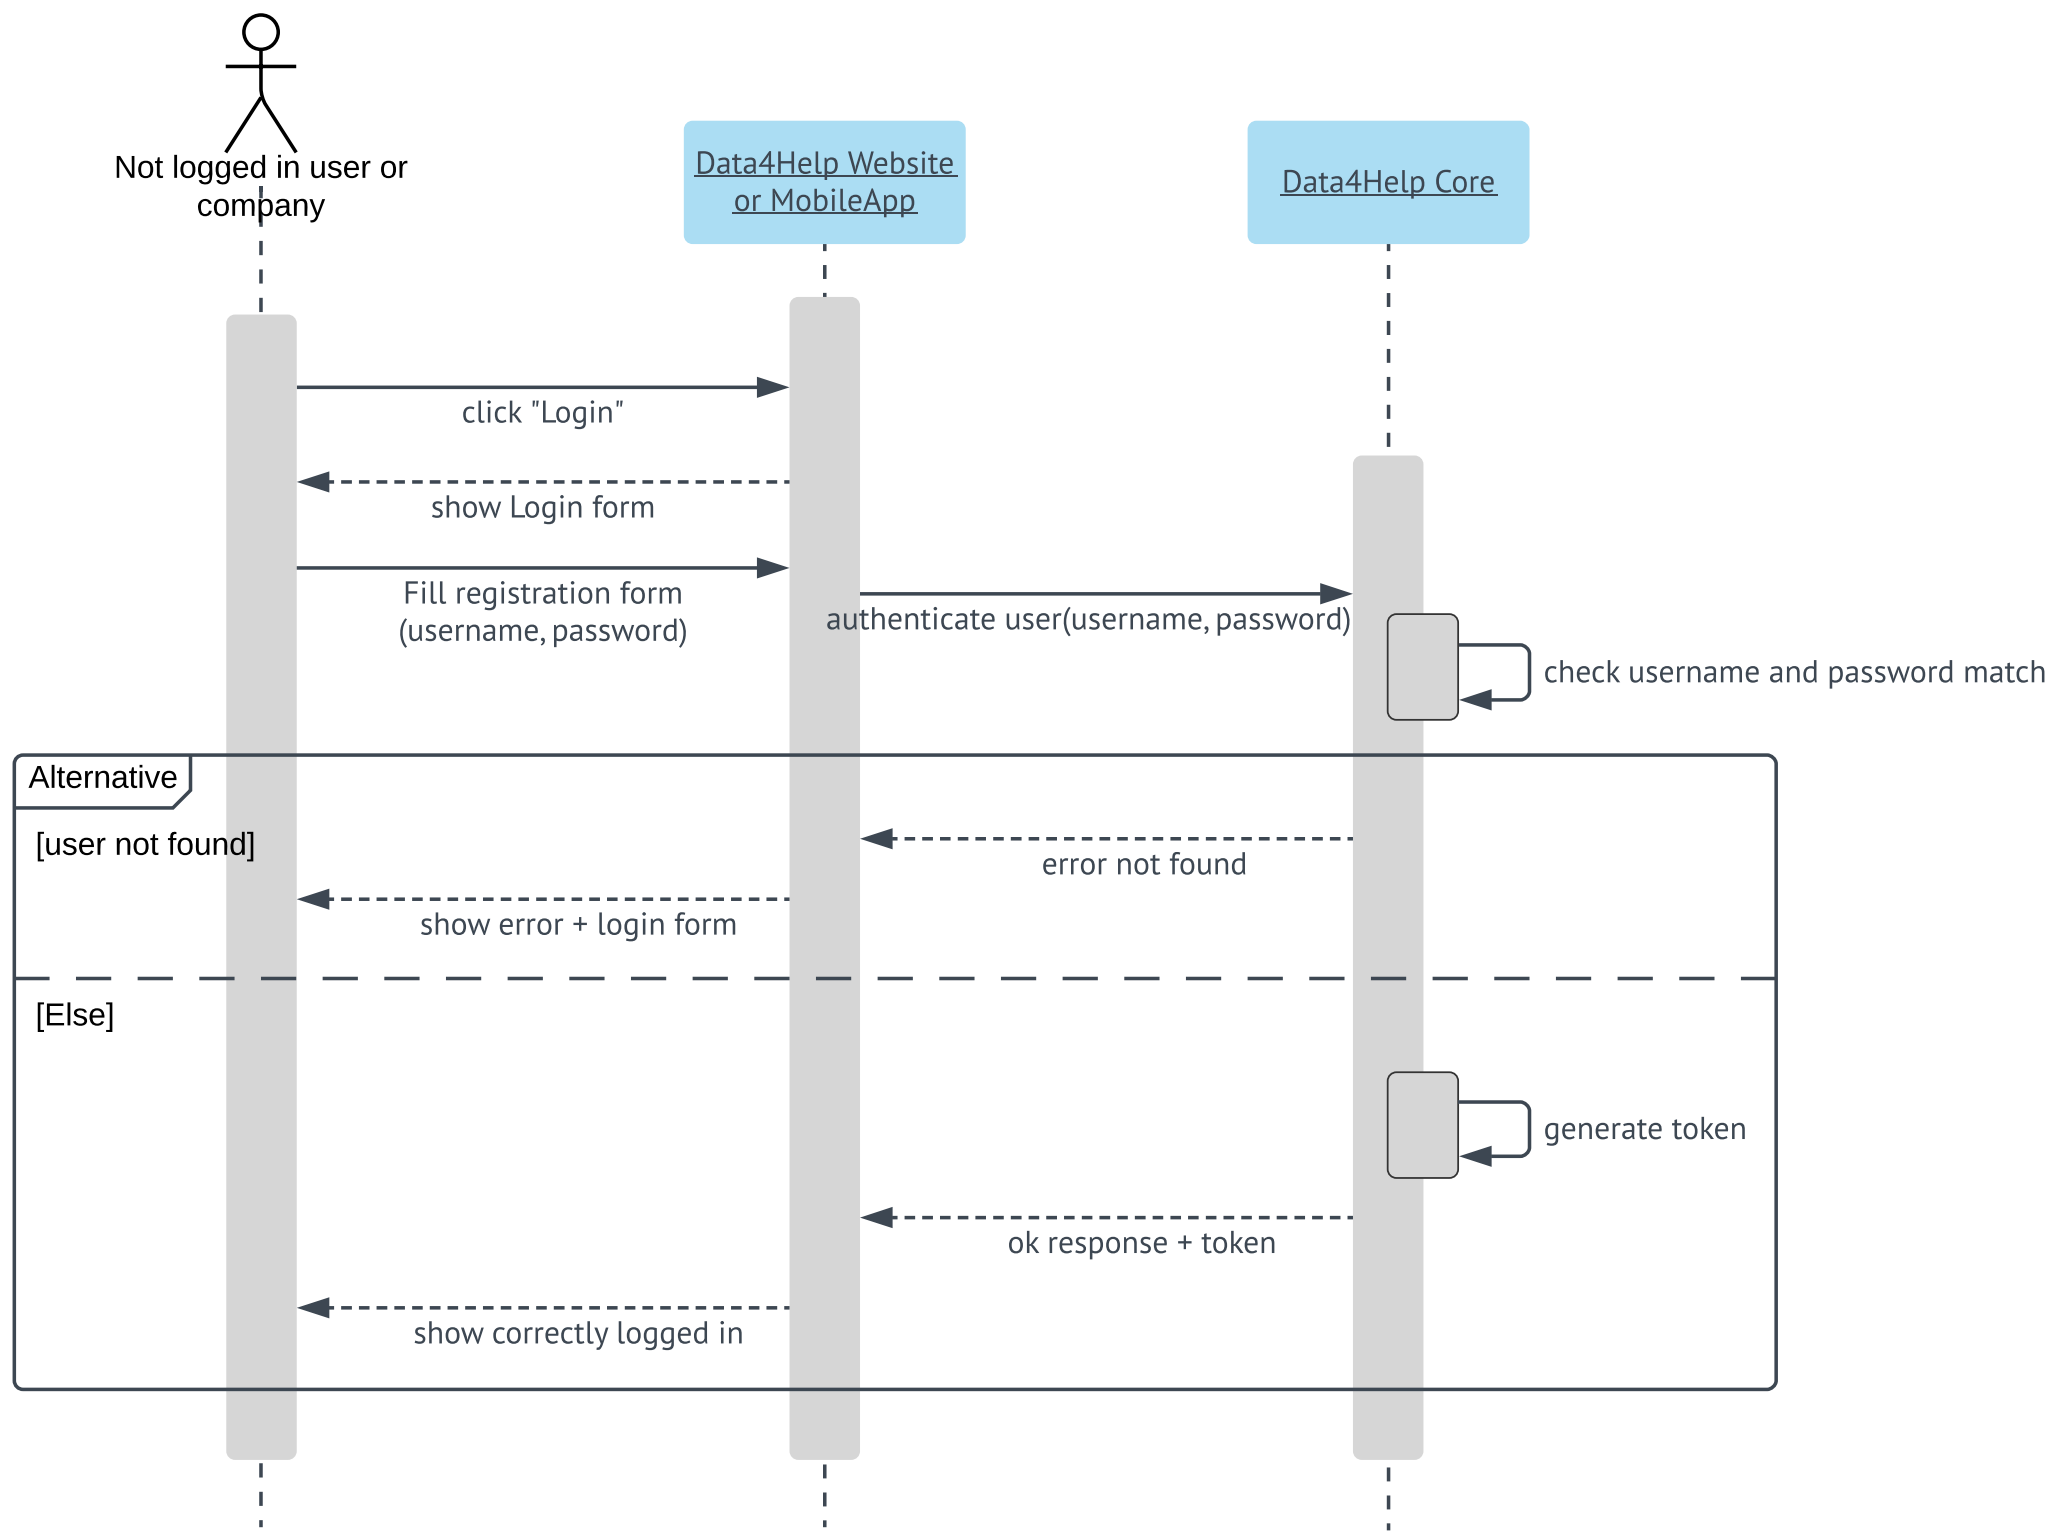 Not logged in user or
company
Data4Help Website
or MobileApp
Data4Help Core
click "Login"
show Login form
Fill registration form
(username, password)
authenticate user(username, password)
check username and password match
Alternative
[user not found]
error not found
show error + login form
[Else]
generate token
ok response + token
show correctly logged in